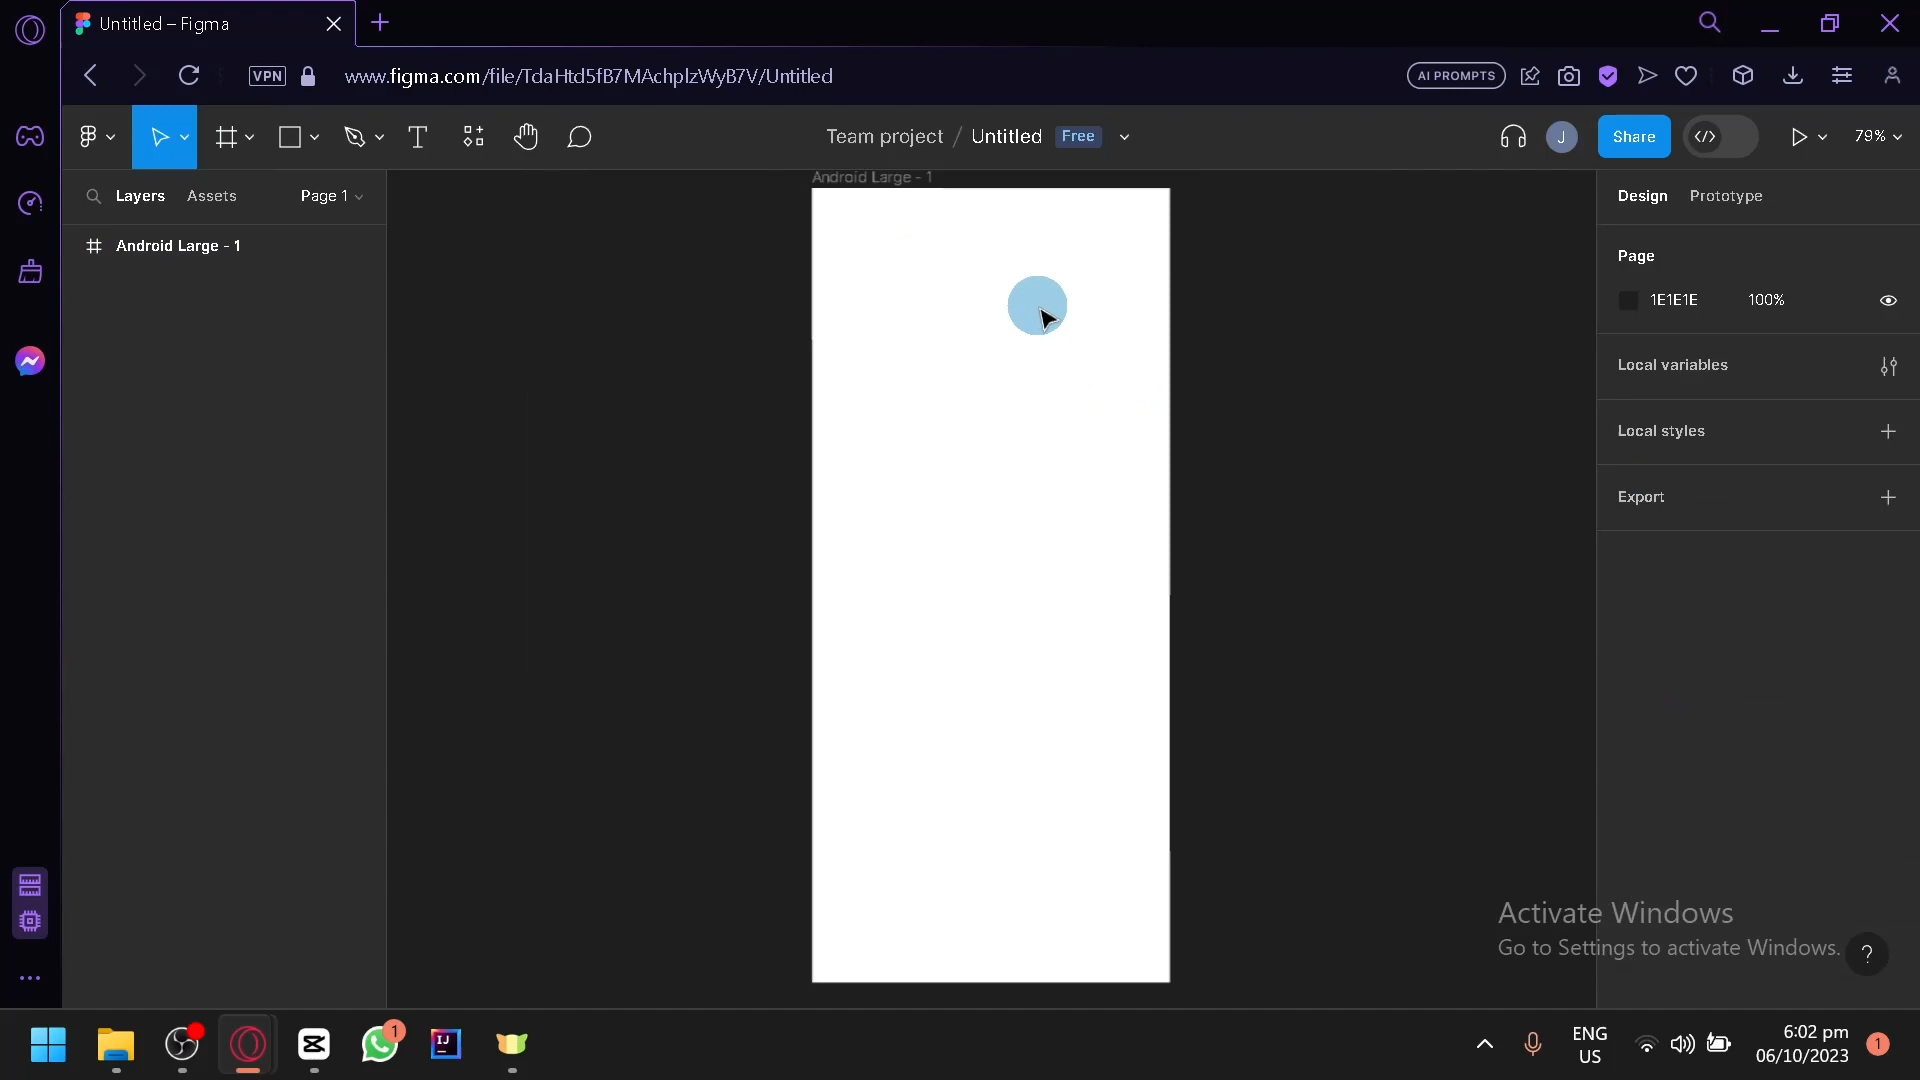 Untitled – Figma
VPN
www.figma.com/file/TdaHtd5fB7MAchplzWyB7V/Untitled
AI PROMPTS
Team project / Untitled Free
J
Share
79%
Layers Assets Page 1
Android Large - 1
Android Large - 1
Design Prototype
Page
1E1E1E 100%
Local variables
Local styles
Export
Activate Windows
Go to Settings to activate Windows.
?
1
IJ
ENG
US
6:02 pm
06/10/2023
1